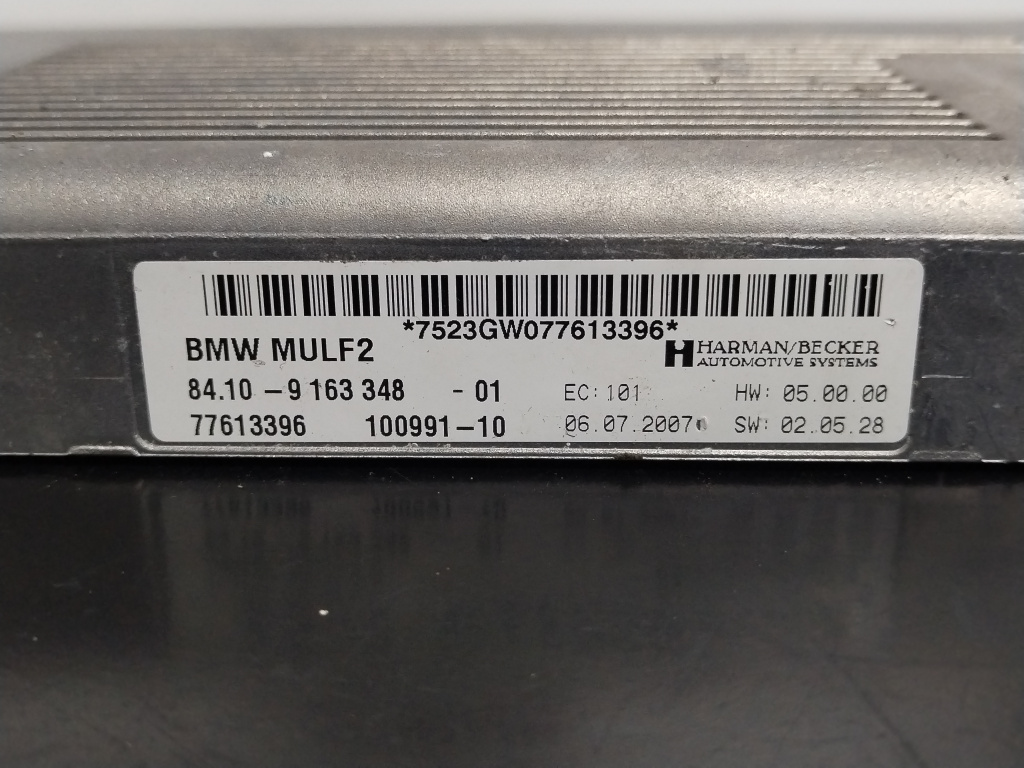 *7523GW077613396*
BMW MULF2
HARMAN/BECKER
AUTOMOTIVE SYSTEMS
84.10 - 9 163 348 - 01 EC: 101 HW: 05.00.00
77613396 100991-10 06.07.2007 SW: 02.05.28